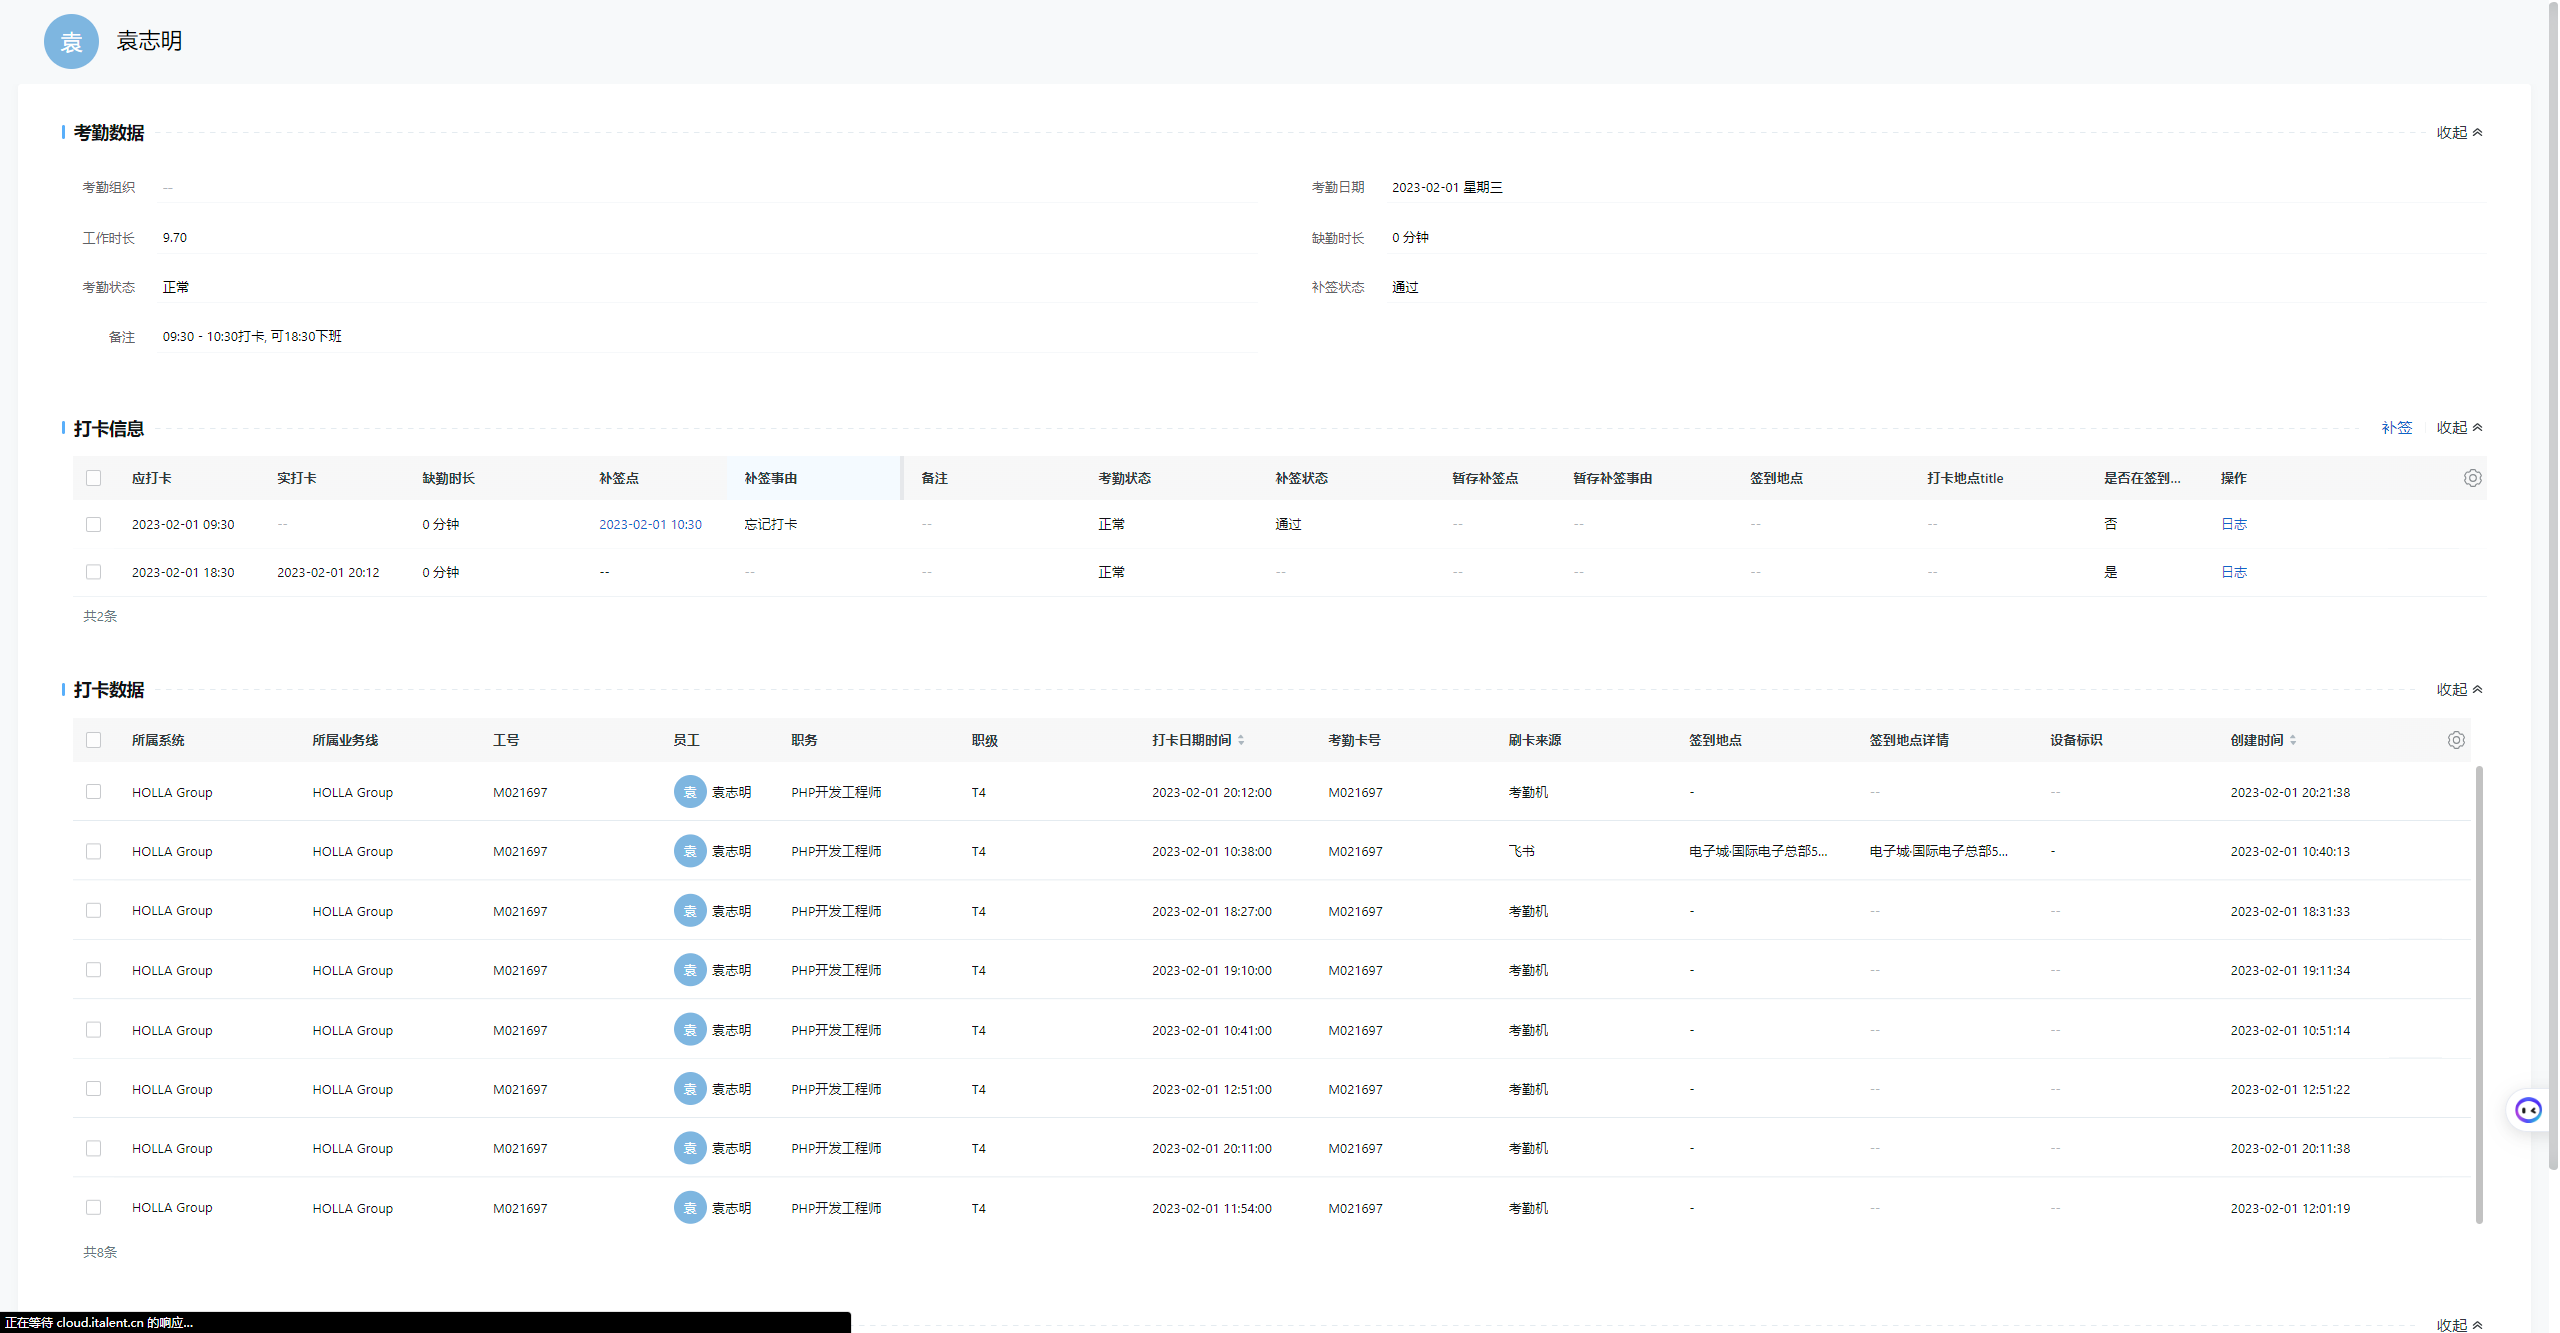 袁 袁志明
考勤数据 收起
考勤组织 -- 考勤日期 2023-02-01 星期三
工作时长 9.70 缺勤时长 0 分钟
考勤状态 正常 补签状态 通过
备注 09:30 - 10:30打卡, 可18:30下班
打卡信息 补签 收起
应打卡 实打卡 缺勤时长 补签点 补签事由 备注 考勤状态 补签状态 暂存补签点 暂存补签事由 签到地点 打卡地点title 是否在签到... 操作
2023-02-01 09:30 -- 0 分钟 2023-02-01 10:30 忘记打卡 -- 正常 通过 -- -- -- -- 否 日志
2023-02-01 18:30 2023-02-01 20:12 0 分钟 -- -- -- 正常 -- -- -- -- -- 是 日志
共2条
打卡数据 收起
所属系统 所属业务线 工号 员工 职务 职级 打卡日期时间 考勤卡号 刷卡来源 签到地点 签到地点详情 设备标识 创建时间
HOLLA Group HOLLA Group M021697 袁 袁志明 PHP开发工程师 T4 2023-02-01 20:12:00 M021697 考勤机 - -- -- 2023-02-01 20:21:38
HOLLA Group HOLLA Group M021697 袁 袁志明 PHP开发工程师 T4 2023-02-01 10:38:00 M021697 飞书 电子城·国际电子总部5... 电子城·国际电子总部5... - 2023-02-01 10:40:13
HOLLA Group HOLLA Group M021697 袁 袁志明 PHP开发工程师 T4 2023-02-01 18:27:00 M021697 考勤机 - -- -- 2023-02-01 18:31:33
HOLLA Group HOLLA Group M021697 袁 袁志明 PHP开发工程师 T4 2023-02-01 19:10:00 M021697 考勤机 - -- -- 2023-02-01 19:11:34
HOLLA Group HOLLA Group M021697 袁 袁志明 PHP开发工程师 T4 2023-02-01 10:41:00 M021697 考勤机 - -- -- 2023-02-01 10:51:14
HOLLA Group HOLLA Group M021697 袁 袁志明 PHP开发工程师 T4 2023-02-01 12:51:00 M021697 考勤机 - -- -- 2023-02-01 12:51:22
HOLLA Group HOLLA Group M021697 袁 袁志明 PHP开发工程师 T4 2023-02-01 20:11:00 M021697 考勤机 - -- -- 2023-02-01 20:11:38
HOLLA Group HOLLA Group M021697 袁 袁志明 PHP开发工程师 T4 2023-02-01 11:54:00 M021697 考勤机 - -- -- 2023-02-01 12:01:19
共8条
正在等待 cloud.italent.cn 的响应... 收起